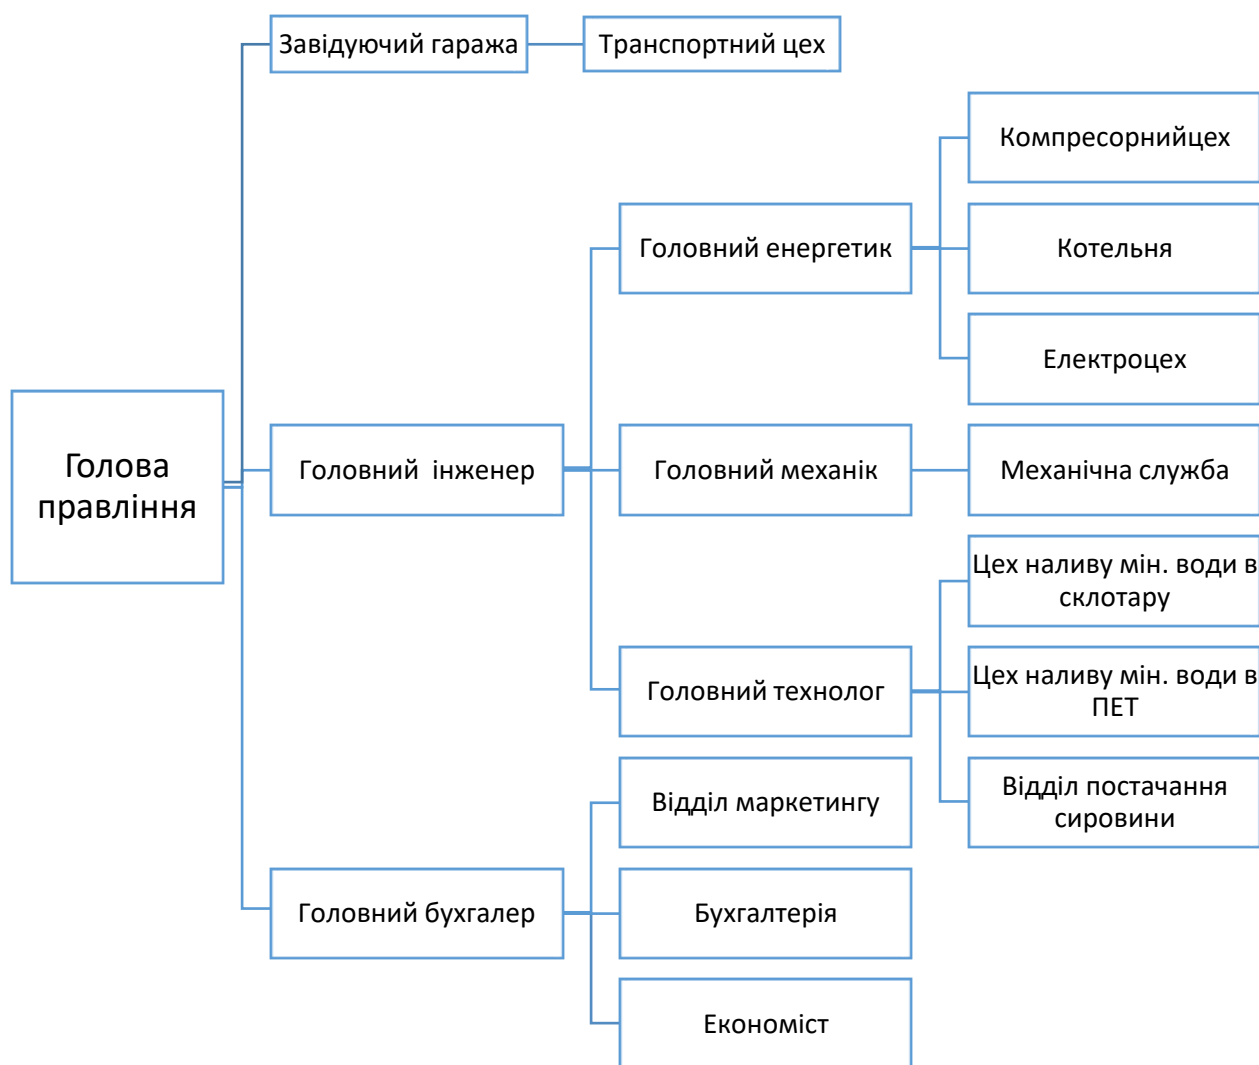 Завідуючий гаража
Транспортний цех
Компресорнийцех
Головний енергетик
Котельня
Електроцех
Голова
правління
Головний  інженер
Головний механік
Механічна служба
Цех наливу мін. води в
склотару
Головний технолог
Цех наливу мін. води в
ПЕТ
Відділ маркетингу
Відділ постачання
сировини
Головний бухгалер
Бухгалтерія
Економіст